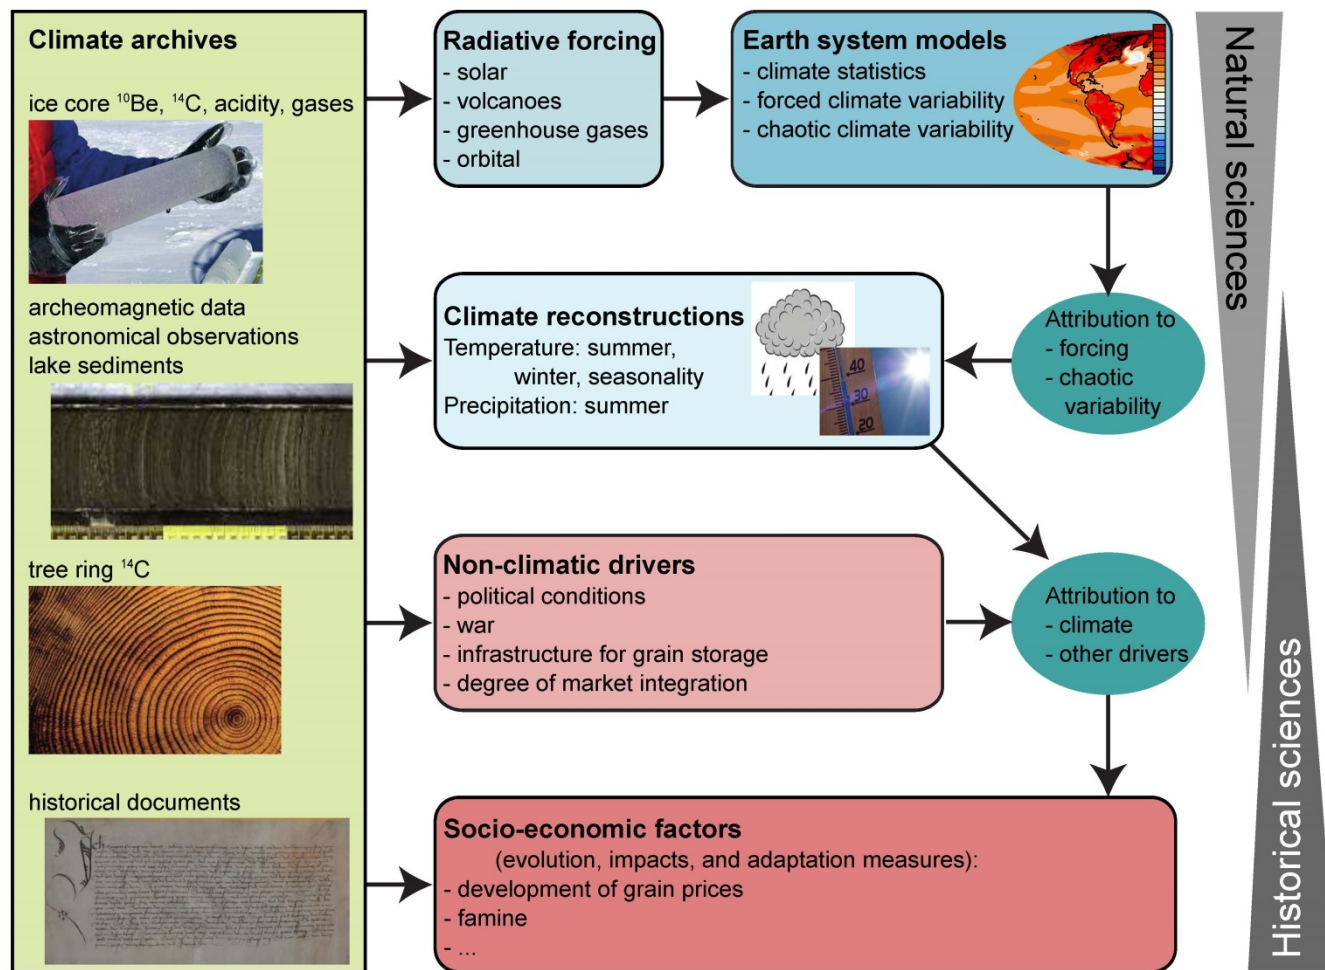 Climate archives
ice core ¹⁰Be, ¹⁴C, acidity, gases
archeomagnetic data
astronomical observations
lake sediments
tree ring ¹⁴C
historical documents
Radiative forcing
- solar
- volcanoes
- greenhouse gases
- orbital
Earth system models
- climate statistics
- forced climate variability
- chaotic climate variability
Climate reconstructions
Temperature: summer,
winter, seasonality
Precipitation: summer
40
30
20
Attribution to
- forcing
- chaotic
variability
Non-climatic drivers
- political conditions
- war
- infrastructure for grain storage
- degree of market integration
Attribution to
- climate
- other drivers
Socio-economic factors
(evolution, impacts, and adaptation measures):
- development of grain prices
- famine
- ...
Natural sciences
Historical sciences